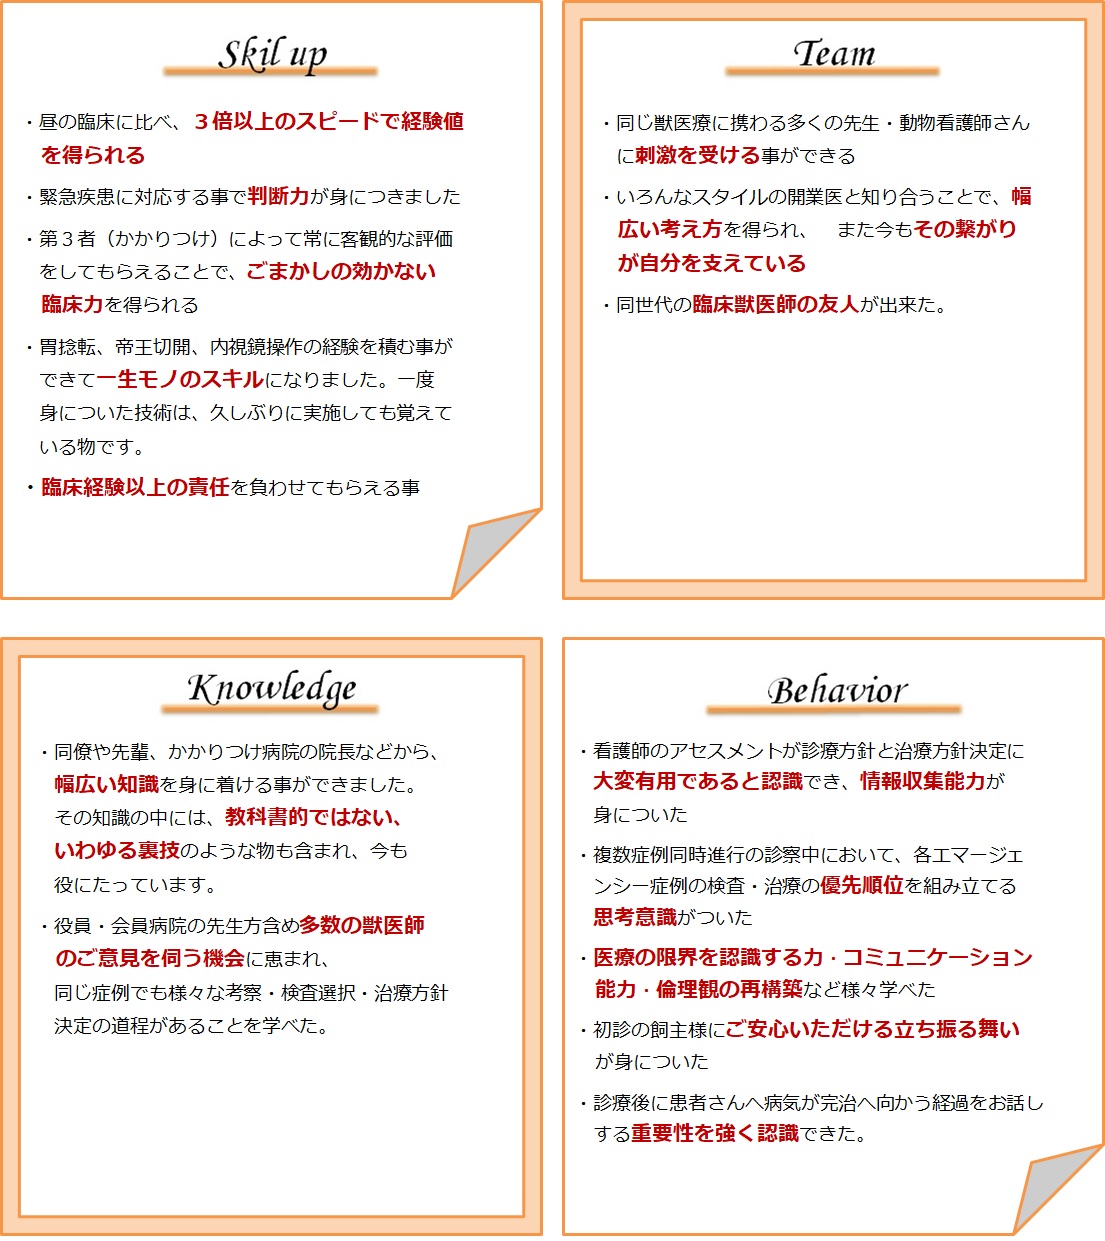 Skil up
・昼の臨床に比べ、３倍以上のスピードで経験値
を得られる
・緊急疾患に対応する事で判断力が身につきました
・第３者（かかりつけ）によって常に客観的な評価
をしてもらえることで、ごまかしの効かない
臨床力を得られる
・胃捻転、帝王切開、内視鏡操作の経験を積む事が
できて一生モノのスキルになりました。一度
身についた技術は、久しぶりに実施しても覚えて
いる物です。
・臨床経験以上の責任を負わせてもらえる事
Team
・同じ獣医療に携わる多くの先生・動物看護師さん
に刺激を受ける事ができる
・いろんなスタイルの開業医と知り合うことで、幅
広い考え方を得られ、　また今もその繋がり
が自分を支えている
・同世代の臨床獣医師の友人が出来た。
Knowledge
・同僚や先輩、かかりつけ病院の院長などから、
幅広い知識を身に着ける事ができました。
その知識の中には、教科書的ではない、
いわゆる裏技のような物も含まれ、今も
役にたっています。
・役員・会員病院の先生方含め多数の獣医師
のご意見を伺う機会に恵まれ、
同じ症例でも様々な考察・検査選択・治療方針
決定の道程があることを学べた。
Behavior
・看護師のアセスメントが診療方針と治療方針決定に
大変有用であると認識でき、情報収集能力が
身についた
・複数症例同時進行の診察中において、各エマージェ
ンシー症例の検査・治療の優先順位を組み立てる
思考意識がついた
・医療の限界を認識する力・コミュニケーション
能力・倫理観の再構築など様々学べた
・初診の飼主様にご安心いただける立ち振る舞い
が身についた
・診療後に患者さんへ病気が完治へ向かう経過をお話し
する重要性を強く認識できた。